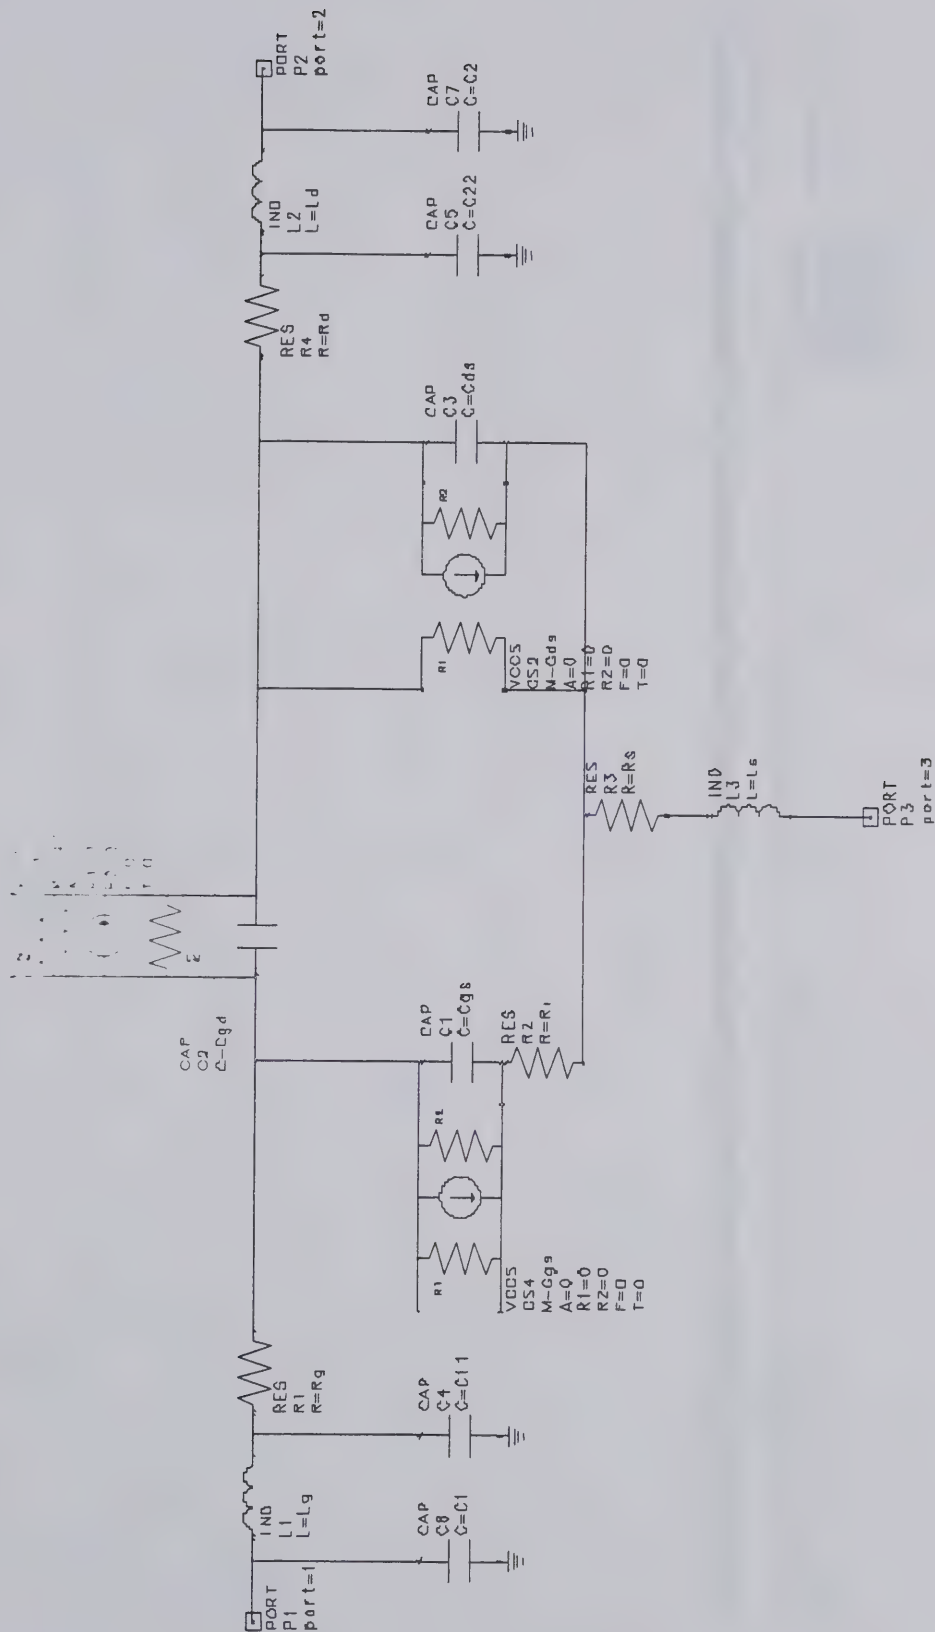 PORT
P1
port=1
IND
L1
L=Lg
CAP
C8
C=C1
CAP
C4
C=C11
RES
R1
R=Rg
R1
R2
VCCS
CS4
M-Ggs
A=0
R1=0
R2=0
F=0
T=0
CAP
C1
C=Cgs
RES
R2
R=Ri
CAP
C2
C-Cgd
RES
R3
R=Rs
IND
L3
L=Ls
PORT
P3
port=3
R1
R2
VCCS
CS2
M-Gds
A=0
R1=0
R2=0
F=0
T=0
CAP
C3
C=Cds
RES
R4
R=Rd
CAP
C5
C=C22
IND
L2
L=Ld
CAP
C7
C=C2
PORT
P2
port=2